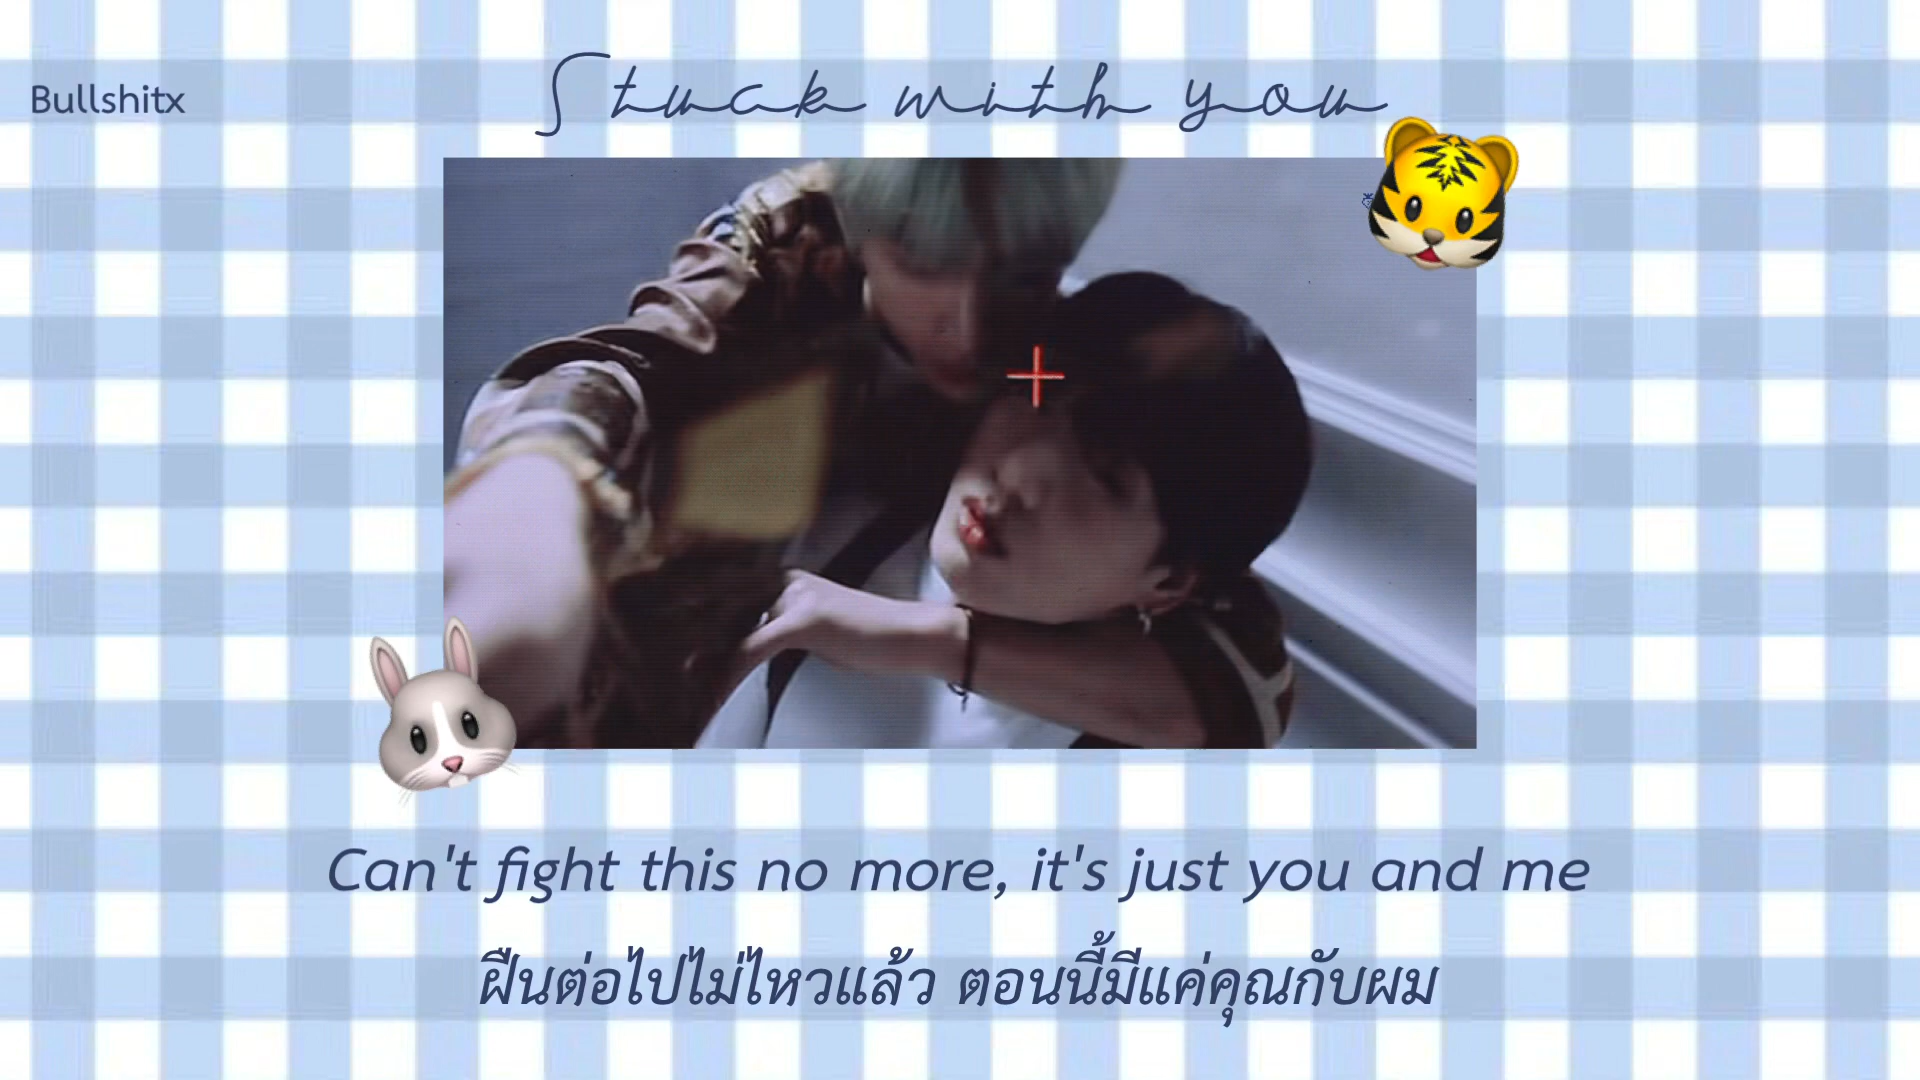 Stuck with you
Bullshitx
Can't fight this no more, it's just you and me
ฝืนต่อไปไม่ไหวแล้ว ตอนนี้มีแค่คุณกับผม